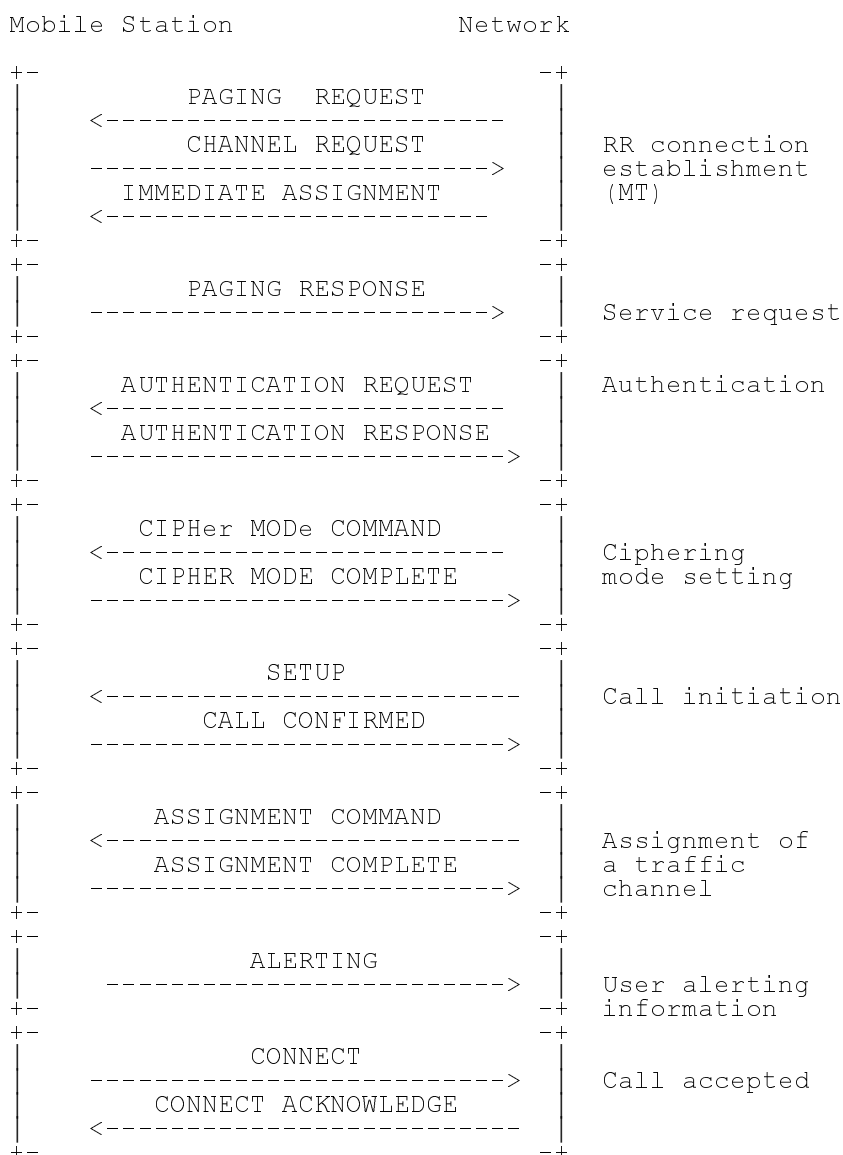 Mobile Station Network
PAGING REQUEST
CHANNEL REQUEST
RR connection
establishment
IMMEDIATE ASSIGNMENT
(MT)
PAGING RESPONSE
Service request
AUTHENTICATION REQUEST
Authentication
AUTHENTICATION RESPONSE
CIPHer MODe COMMAND
Ciphering
CIPHER MODE COMPLETE
mode setting
SETUP
Call initiation
CALL CONFIRMED
ASSIGNMENT COMMAND
Assignment of
ASSIGNMENT COMPLETE
a traffic
channel
ALERTING
User alerting
information
CONNECT
Call accepted
CONNECT ACKNOWLEDGE